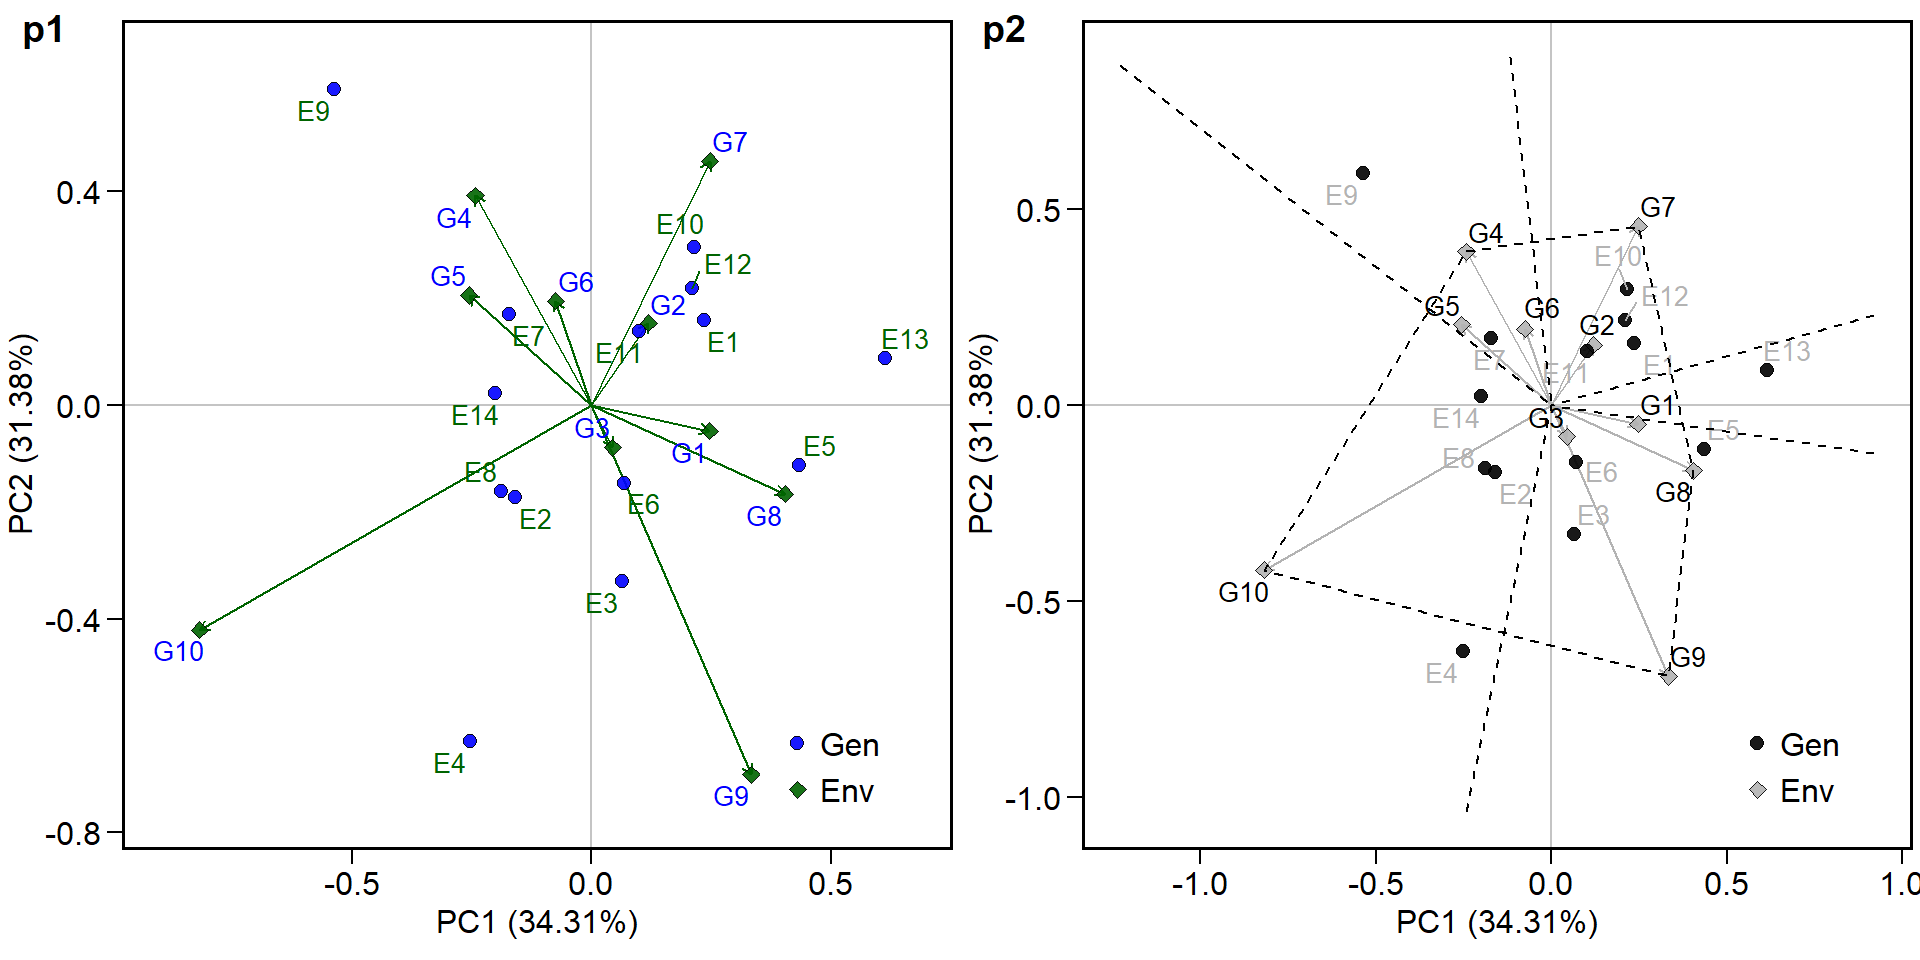 p1
0.4
0.0
-0.4
-0.8
-0.5
0.0
0.5
PC2 (31.38%)
PC1 (34.31%)
E9
G7
G4
E10
E12
G5
G6
G2
E7
E11
E1
E13
E14
G3
G1
E5
E8
E2
E6
G8
E3
G10
E4
G9
Gen
Env
p2
0.5
0.0
-0.5
-1.0
-1.0
-0.5
0.0
0.5
1.0
PC2 (31.38%)
PC1 (34.31%)
E9
G7
G4
E10
E12
G5
G6
G2
E7
E11
E1
E13
E14
G3
G1
E5
E8
E2
E6
G8
E3
G10
E4
G9
Gen
Env